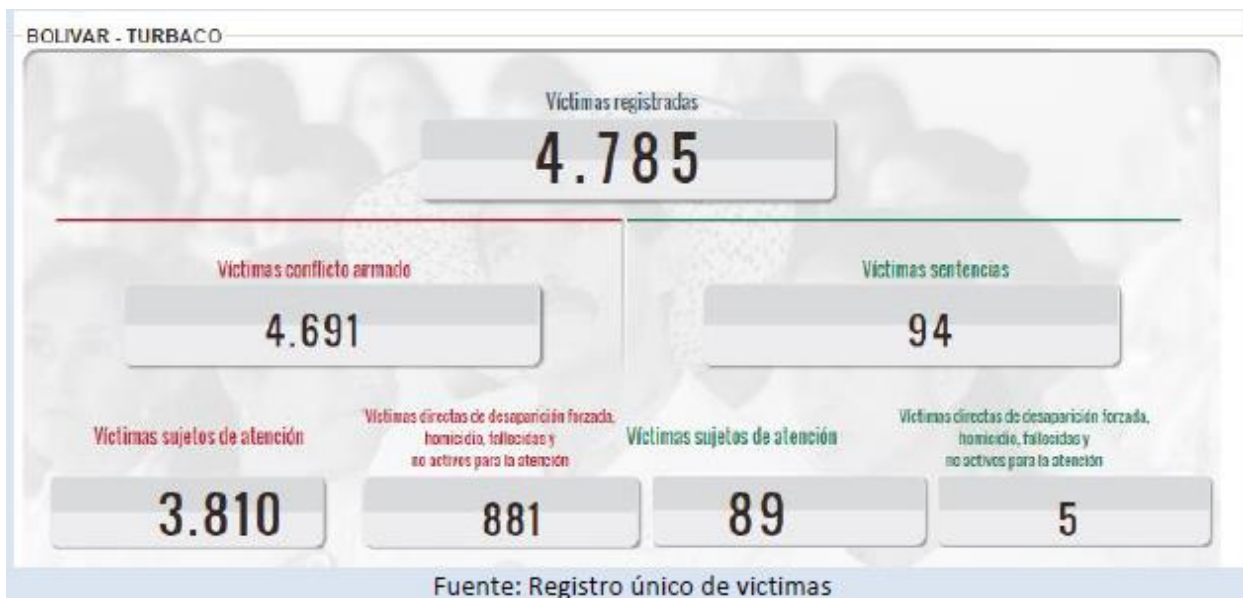 BOLIVAR - TURBACO
Víctimas registradas
4.785
Víctimas conflicto armado
4.691
Víctimas sentencias
94
Víctimas sujetos de atención
3.810
Víctimas directas de desaparición forzada,
homicidio, fallecidas y
no activos para la atención
881
Víctimas sujetos de atención
89
Víctimas directas de desaparición forzada,
homicidio, fallecidas y
no activos para la atención
5
Fuente: Registro único de victimas